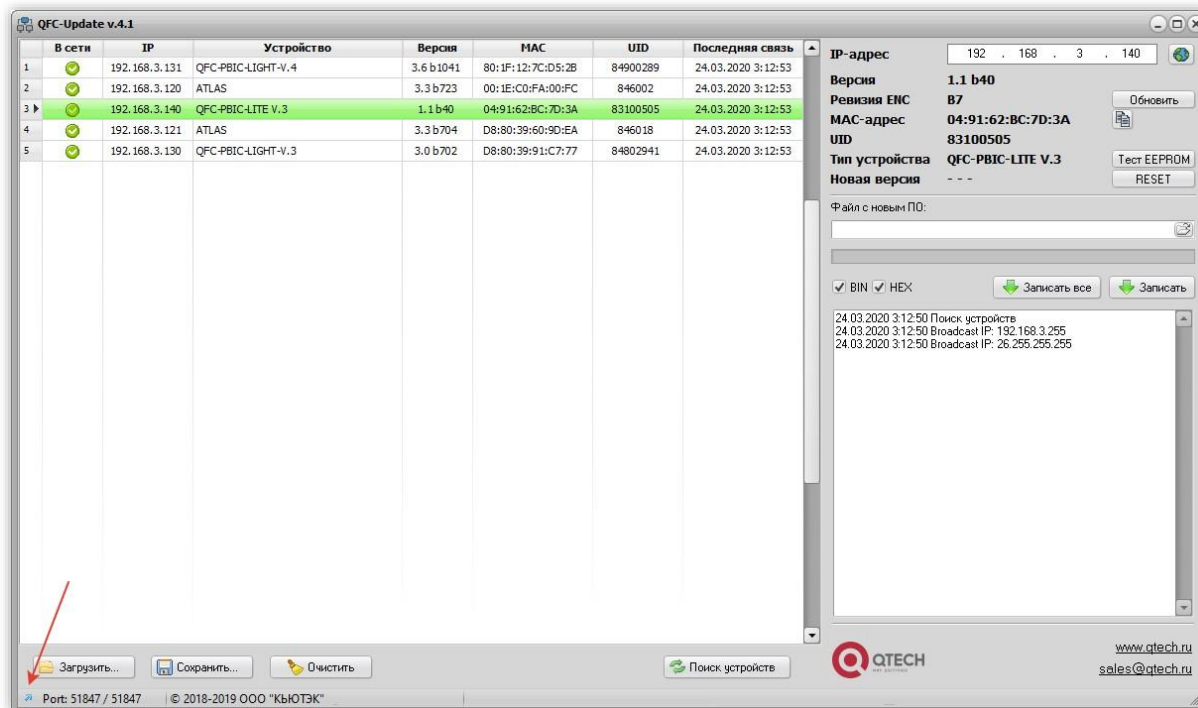 QFC-Update v.4.1
В сети IP Устройство Версия MAC UID Последняя связь
1 192.168.3.131 QFC-PBIC-LIGHT-V.4 3.6 b1041 80:1F:12:7C:D5:2B 84900289 24.03.2020 3:12:53
2 192.168.3.120 ATLAS 3.3 b723 00:1E:C0:FA:00:FC 846002 24.03.2020 3:12:53
3 192.168.3.140 QFC-PBIC-LITE V.3 1.1 b40 04:91:62:BC:7D:3A 83100505 24.03.2020 3:12:53
4 192.168.3.121 ATLAS 3.3 b704 D8:80:39:60:9D:EA 846018 24.03.2020 3:12:53
5 192.168.3.130 QFC-PBIC-LIGHT-V.3 3.0 b702 D8:80:39:91:C7:77 84802941 24.03.2020 3:12:53
Загрузить...
Сохранить...
Очистить
Поиск устройств
Port: 51847 / 51847
© 2018-2019 ООО "КЬЮТЭК"
IP-адрес 192 . 168 . 3 . 140
Версия 1.1 b40
Ревизия ENC B7
Обновить
MAC-адрес 04:91:62:BC:7D:3A
UID 83100505
Тип устройства QFC-PBIC-LITE V.3
Тест EEPROM
Новая версия - - -
RESET
Файл с новым ПО:
BIN HEX
Записать все
Записать
24.03.2020 3:12:50 Поиск устройств
24.03.2020 3:12:50 Broadcast IP: 192.168.3.255
24.03.2020 3:12:50 Broadcast IP: 26.255.255.255
QTECH
www.qtech.ru
sales@qtech.ru